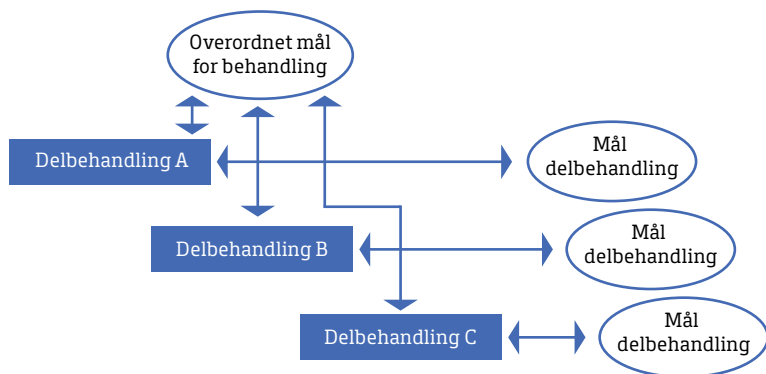 Overordnet mål
for behandling
Delbehandling A
Mål
delbehandling
Delbehandling B
Mål
delbehandling
Delbehandling C
Mål
delbehandling